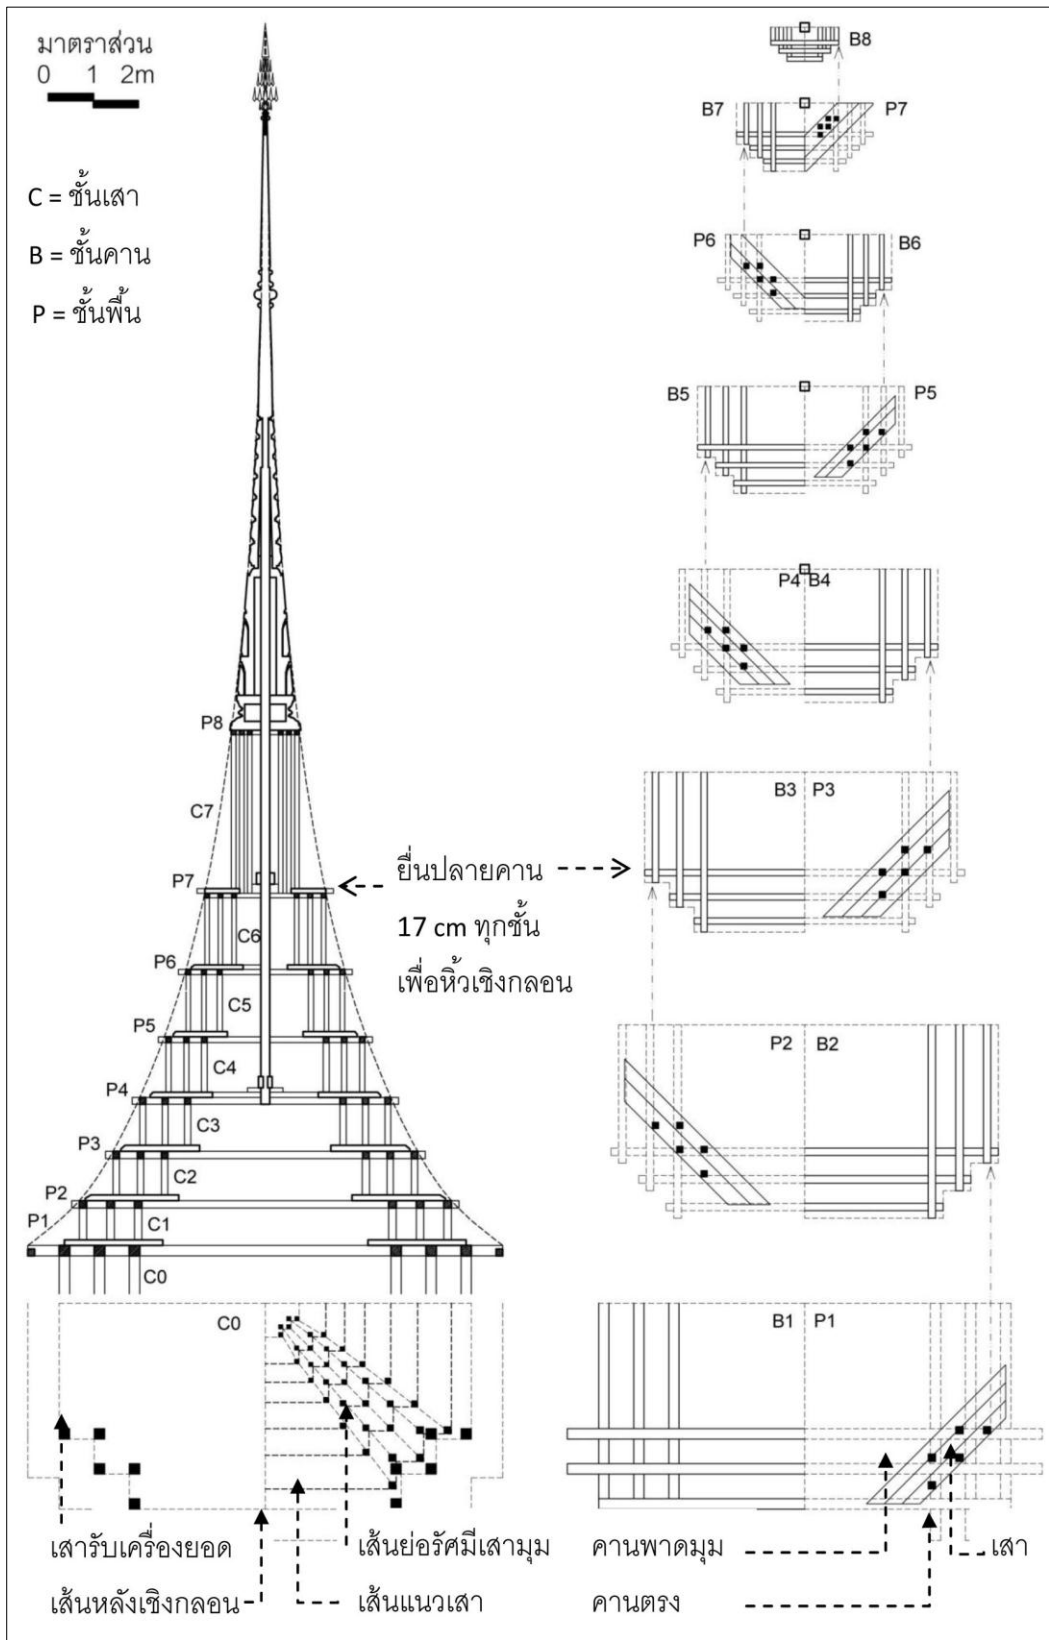 มาตราส่วน
0 1 2m
C = ชั้นเสา
B = ชั้นคาน
P = ชั้นพื้น
P8
C7
P7
C6
P6
C5
P5
C4
P4
C3
P3
C2
P2
P1
C1
C0
C0
ยื่นปลายคาน
17 cm ทุกชั้น
เพื่อหิ้วเชิงกลอน
B8
B7 P7
P6 B6
B5 P5
P4 B4
B3 P3
P2 B2
B1 P1
เสารับเครื่องยอด
เส้นย่อรัศมีเสามุม
เส้นหลังเชิงกลอน
เส้นแนวเสา
คานพาดมุม
เสา
คานตรง